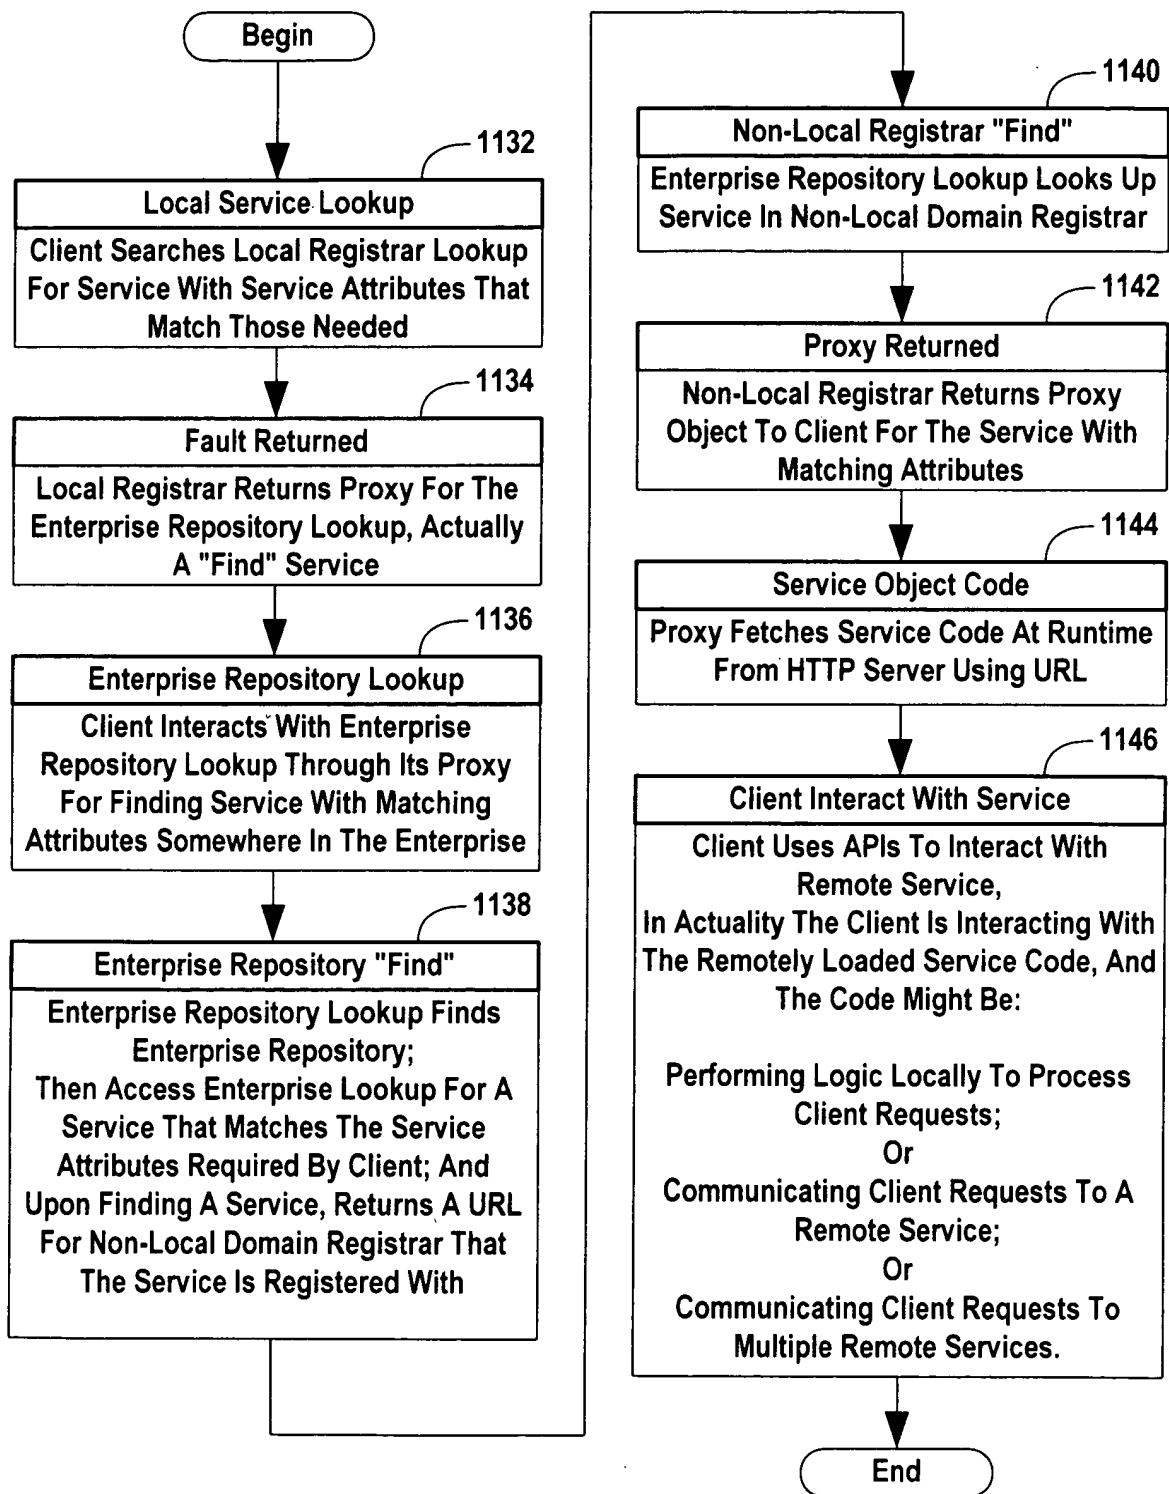 Begin
1132
Local Service Lookup
Client Searches Local Registrar Lookup
For Service With Service Attributes That
Match Those Needed
1134
Fault Returned
Local Registrar Returns Proxy For The
Enterprise Repository Lookup, Actually
A "Find" Service
1136
Enterprise Repository Lookup
Client Interacts With Enterprise
Repository Lookup Through Its Proxy
For Finding Service With Matching
Attributes Somewhere In The Enterprise
1138
Enterprise Repository "Find"
Enterprise Repository Lookup Finds
Enterprise Repository;
Then Access Enterprise Lookup For A
Service That Matches The Service
Attributes Required By Client; And
Upon Finding A Service, Returns A URL
For Non-Local Domain Registrar That
The Service Is Registered With
1140
Non-Local Registrar "Find"
Enterprise Repository Lookup Looks Up
Service In Non-Local Domain Registrar
1142
Proxy Returned
Non-Local Registrar Returns Proxy
Object To Client For The Service With
Matching Attributes
1144
Service Object Code
Proxy Fetches Service Code At Runtime
From HTTP Server Using URL
1146
Client Interact With Service
Client Uses APIs To Interact With
Remote Service,
In Actuality The Client Is Interacting With
The Remotely Loaded Service Code, And
The Code Might Be:
Performing Logic Locally To Process
Client Requests;
Or
Communicating Client Requests To A
Remote Service;
Or
Communicating Client Requests To
Multiple Remote Services.
End